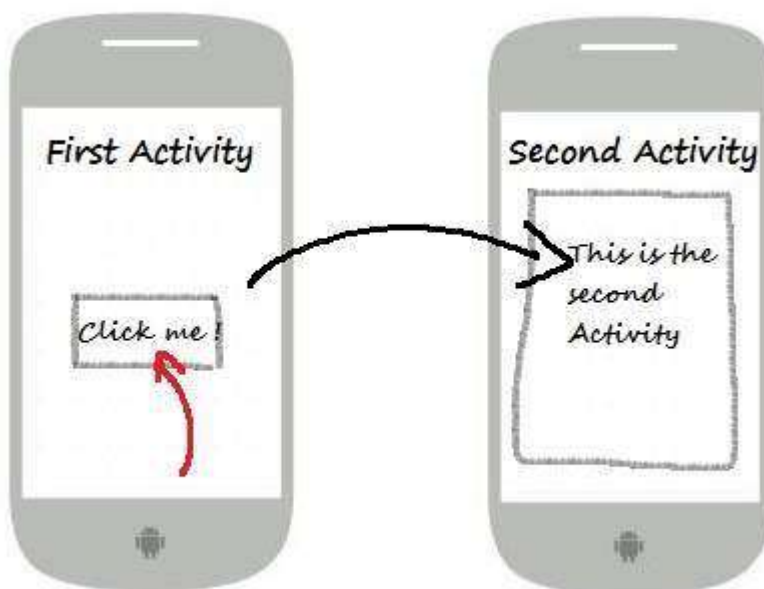 First Activity
Click me !
Second Activity
This is the
second
Activity